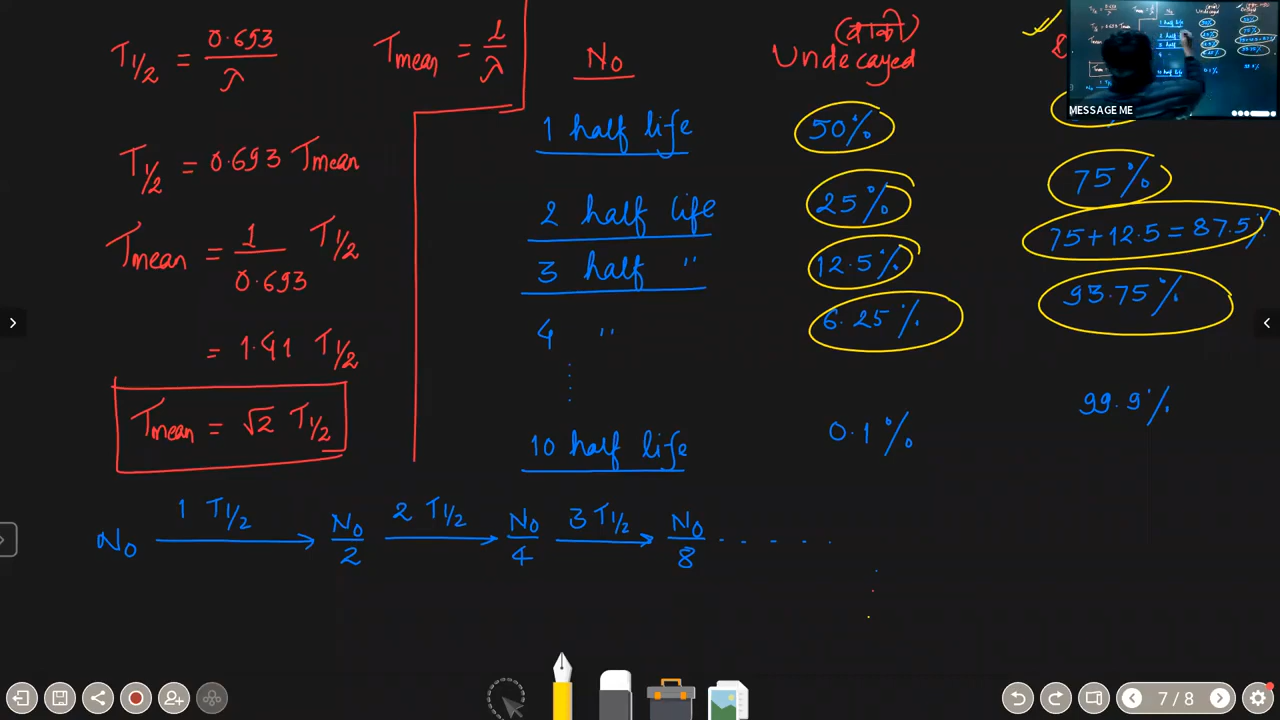 T1/2 = 0.693/λ
Tmean = 1/λ
T1/2 = 0.693 Tmean
Tmean = 1/0.693 T1/2
= 1.41 T1/2
Tmean = √2 T1/2
N0
(बाकी)
Undecayed
1 half life
50%
2 half life
25%
75%
3 half "
12.5%
75+12.5=87.5%
4 "
6.25%
93.75%
10 half life
0.1%
99.9%
N0 1 T1/2 N0/2 2 T1/2 N0/4 3 T1/2 N0/8 . . . . .
MESSAGE ME
7 / 8